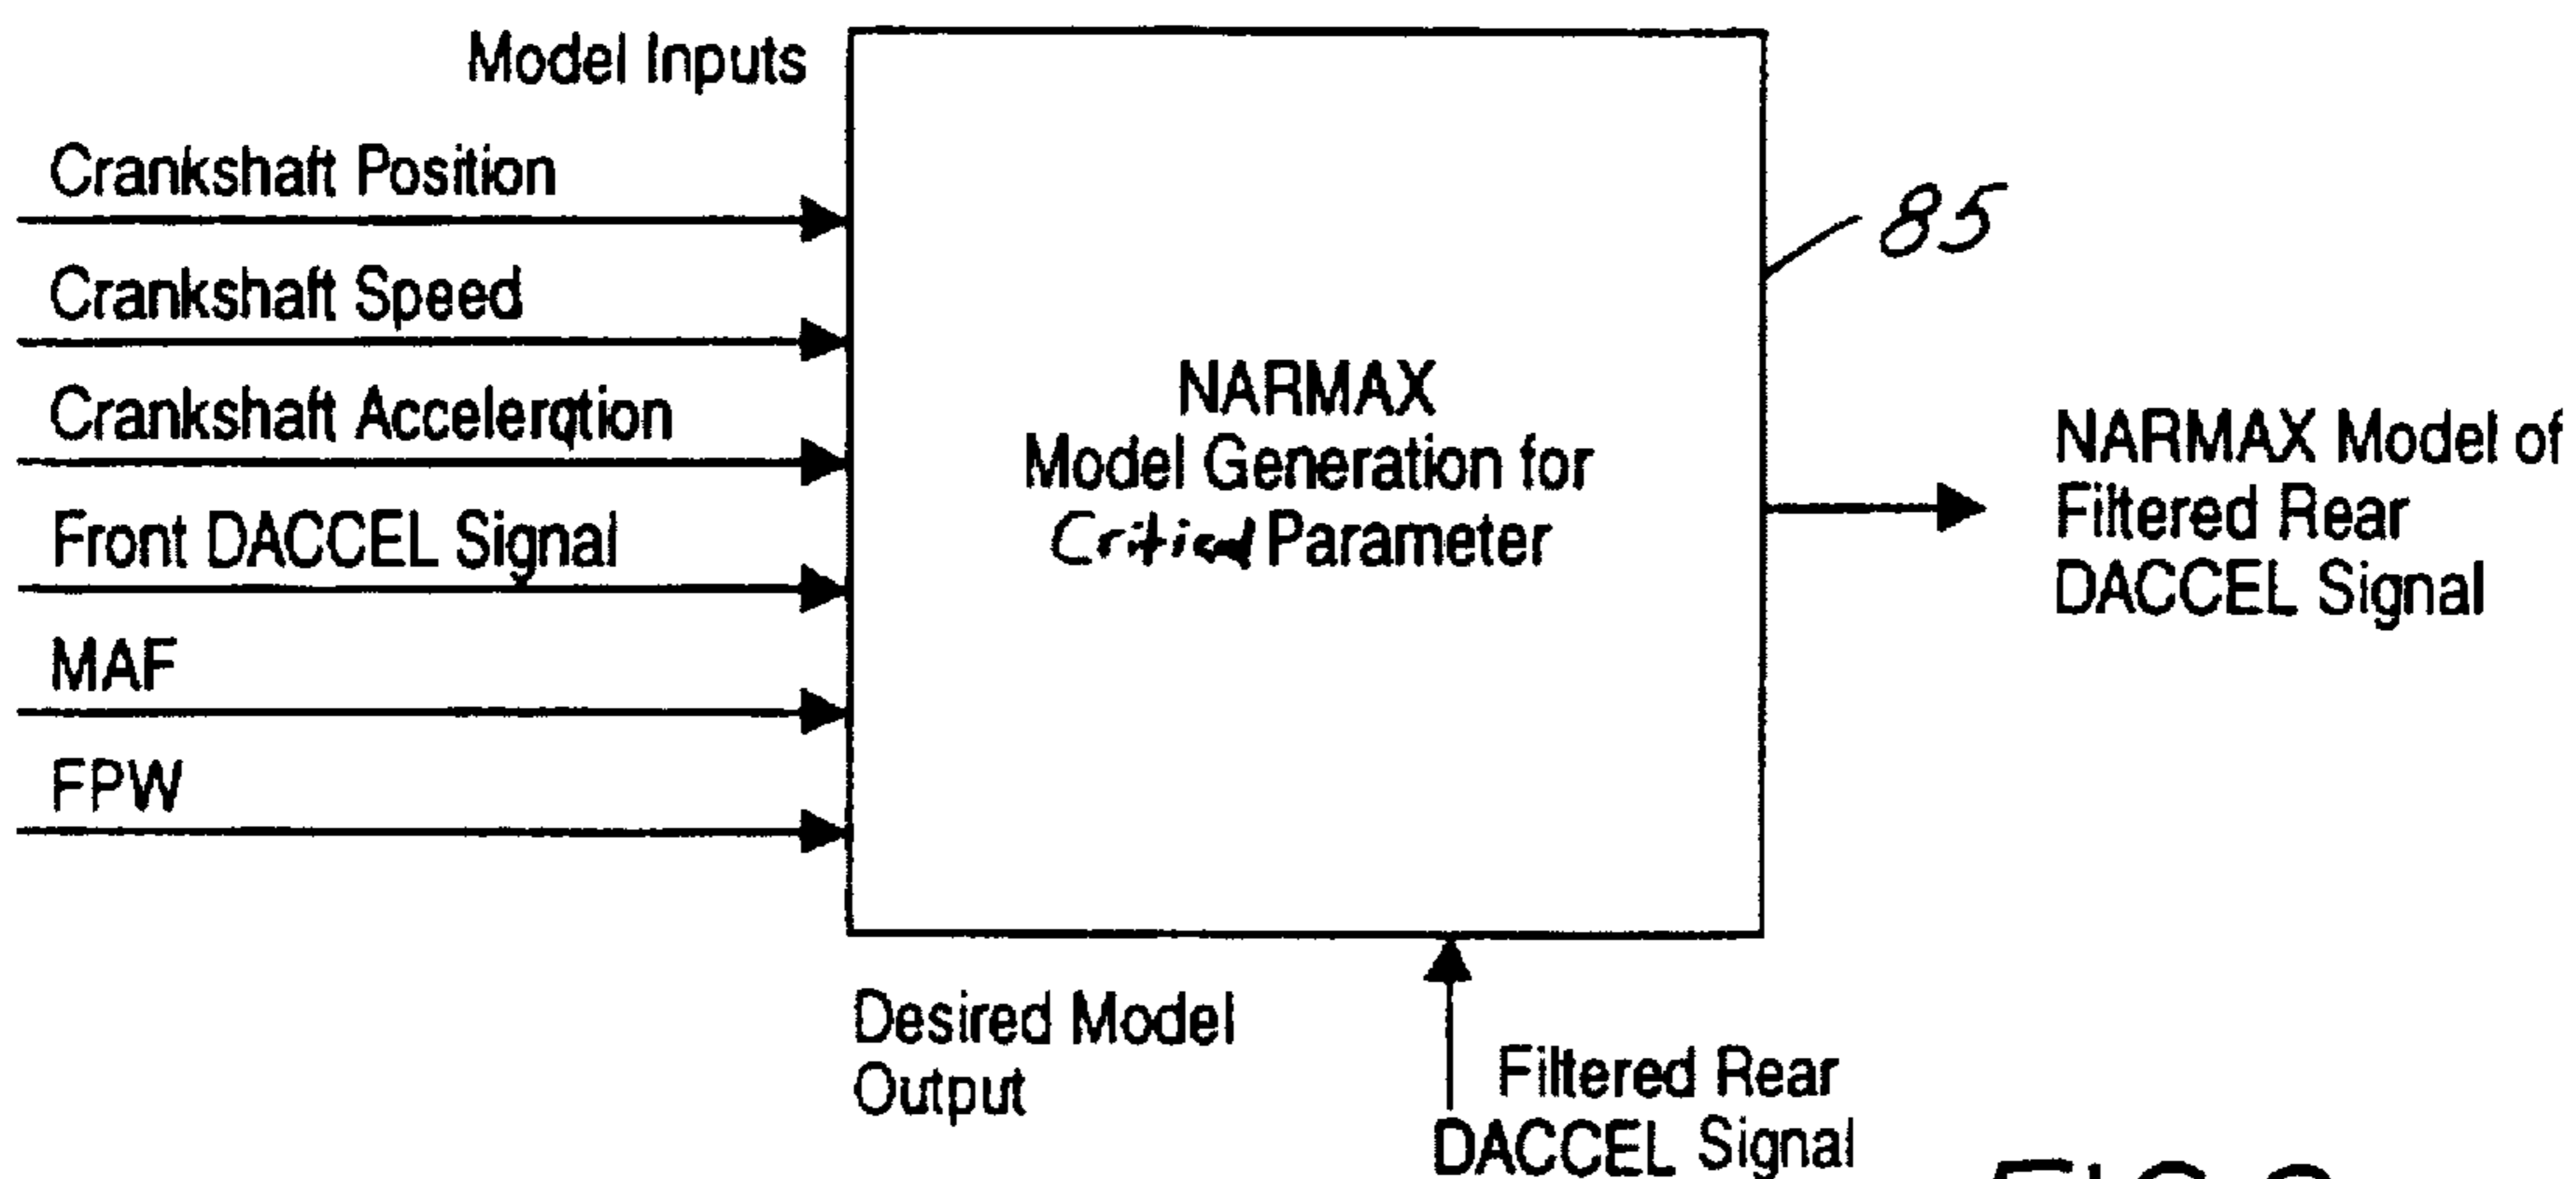 Model Inputs
Crankshaft Position
Crankshaft Speed
Crankshaft Acceleration
Front DACCEL Signal
MAF
FPW
NARMAX
Model Generation for
Critical Parameter
85
NARMAX Model of
Filtered Rear
DACCEL Signal
Desired Model
Output
Filtered Rear
DACCEL Signal